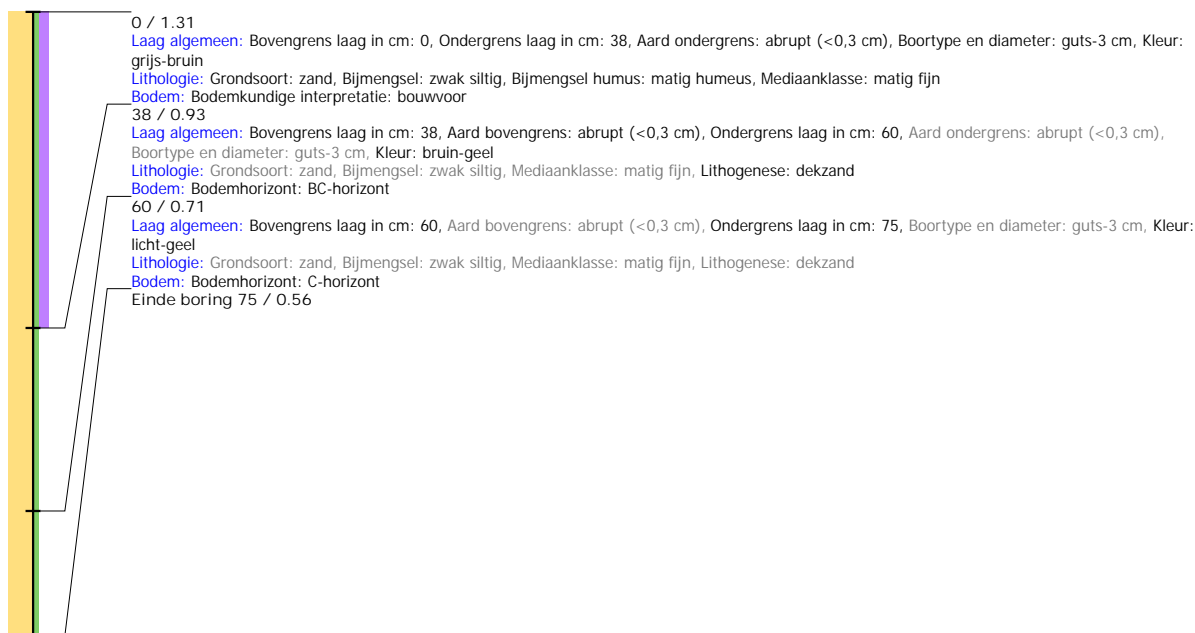 0 / 1.31
Laag algemeen: Bovengrens laag in cm: 0, Ondergrens laag in cm: 38, Aard ondergrens: abrupt (<0,3 cm), Boortype en diameter: guts-3 cm, Kleur:
grijs-bruin
Lithologie: Grondsoort: zand, Bijmengsel: zwak siltig, Bijmengsel humus: matig humeus, Mediaanklasse: matig fijn
Bodem: Bodemkundige interpretatie: bouwvoor
38 / 0.93
Laag algemeen: Bovengrens laag in cm: 38, Aard bovengrens: abrupt (<0,3 cm), Ondergrens laag in cm: 60, Aard ondergrens: abrupt (<0,3 cm),
Boortype en diameter: guts-3 cm, Kleur: bruin-geel
Lithologie: Grondsoort: zand, Bijmengsel: zwak siltig, Mediaanklasse: matig fijn, Lithogenese: dekzand
Bodem: Bodemhorizont: BC-horizont
60 / 0.71
Laag algemeen: Bovengrens laag in cm: 60, Aard bovengrens: abrupt (<0,3 cm), Ondergrens laag in cm: 75, Boortype en diameter: guts-3 cm, Kleur:
licht-geel
Lithologie: Grondsoort: zand, Bijmengsel: zwak siltig, Mediaanklasse: matig fijn, Lithogenese: dekzand
Bodem: Bodemhorizont: C-horizont
Einde boring 75 / 0.56